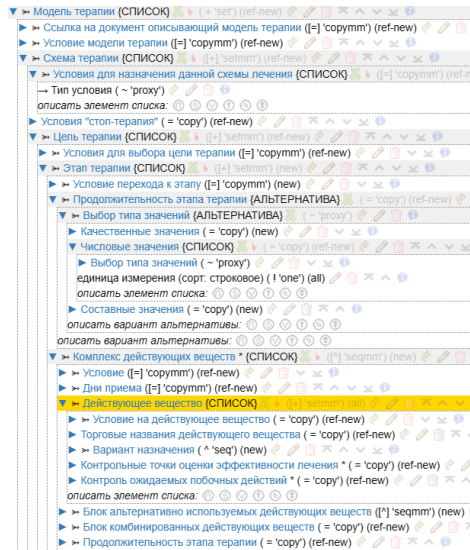 ▼ ➳ Модель терапии {СПИСОК} ( + 'set') (ref-new)
► ➳ Ссылка на документ описывающий модель терапии ([=] 'copymm') (ref-new)
► ➳ Условие модели терапии ([=] 'copymm') (ref-new)
▼ ➳ Схема терапии {СПИСОК} ([+] 'setmm') (ref-new)
▼ ➳ Условия для назначения данной схемы лечения {СПИСОК} ([=] 'copymm') (ref-n
→ Тип условия ( ~ 'proxy')
описать элемент списка:
► Условия "стоп-терапия" ( = 'copy') (ref-new)
▼ ➳ Цель терапии {СПИСОК} ([+] 'setmm') (ref-new)
► ➳ Условия для выбора цели терапии ([=] 'copymm') (ref-new)
▼ ➳ Этап терапии {СПИСОК} ([+] 'setmm') (new)
► ➳ Условие перехода к этапу ([=] 'copymm') (new)
▼ ➳ Продолжительность этапа терапии {АЛЬТЕРНАТИВА} ( = 'copy') (ref-new)
▼ ➳ Выбор типа значений {АЛЬТЕРНАТИВА} ( ~ 'proxy')
► Качественные значения ( = 'copy') (new)
▼ Числовые значения {СПИСОК} ( = 'copy') (ref-new)
► Выбор типа значений ( ~ 'proxy')
единица измерения (сорт: строковое) ( ! 'one') (all)
описать элемент списка:
► Составные значения ( = 'copy') (new)
описать вариант альтернативы:
описать вариант альтернативы:
▼ ➳ Комплекс действующих веществ * {СПИСОК} ([^] 'seqmm') (new)
► ➳ Условие ([=] 'copymm') (ref-new)
► ➳ Дни приема ([=] 'copymm') (ref-new)
▼ ➳ Действующее вещество {СПИСОК} ([+] 'setmm') (all)
► ➳ Условие на действующее вещество ( = 'copy') (ref-new)
► Торговые названия действующего вещества ( = 'copy') (ref-new)
► ➳ Вариант назначения ( ^ 'seq') (new)
► Контрольные точки оценки эффективности лечения * ( = 'copy') (ref-new)
► Контроль ожидаемых побочных действий * ( = 'copy') (ref-new)
описать элемент списка:
► ➳ Блок альтернативно используемых действующих веществ ([^] 'seqmm') (new)
► ➳ Блок комбинированных действующих веществ ( = 'copy') (ref-new)
► ➳ Продолжительность этапа терапии ( = 'copy') (ref-new)